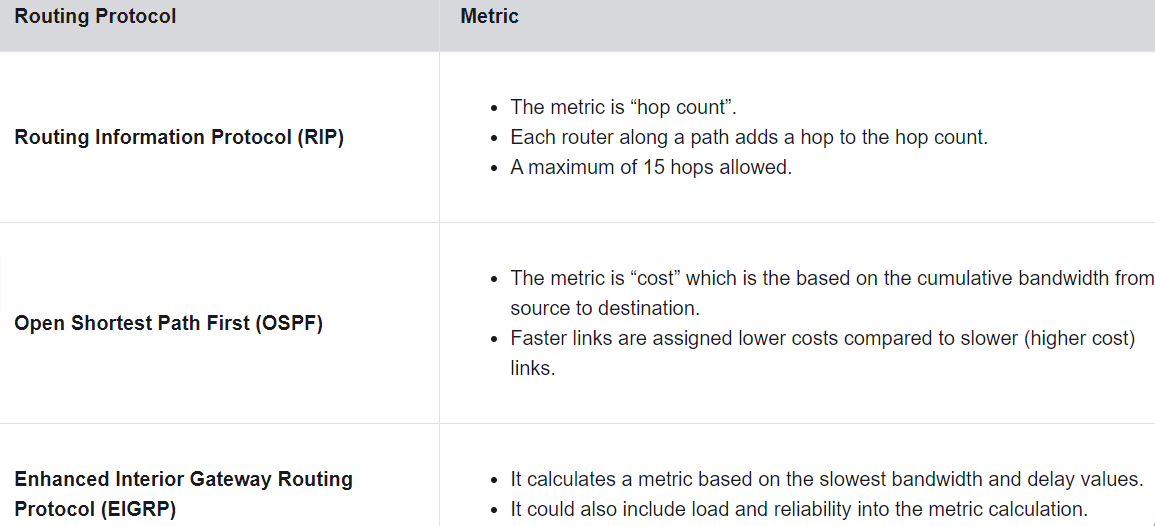 Routing Protocol
Metric
Routing Information Protocol (RIP)
• The metric is “hop count”.
• Each router along a path adds a hop to the hop count.
• A maximum of 15 hops allowed.
Open Shortest Path First (OSPF)
• The metric is “cost” which is the based on the cumulative bandwidth from
source to destination.
• Faster links are assigned lower costs compared to slower (higher cost)
links.
Enhanced Interior Gateway Routing
Protocol (EIGRP)
• It calculates a metric based on the slowest bandwidth and delay values.
• It could also include load and reliability into the metric calculation.